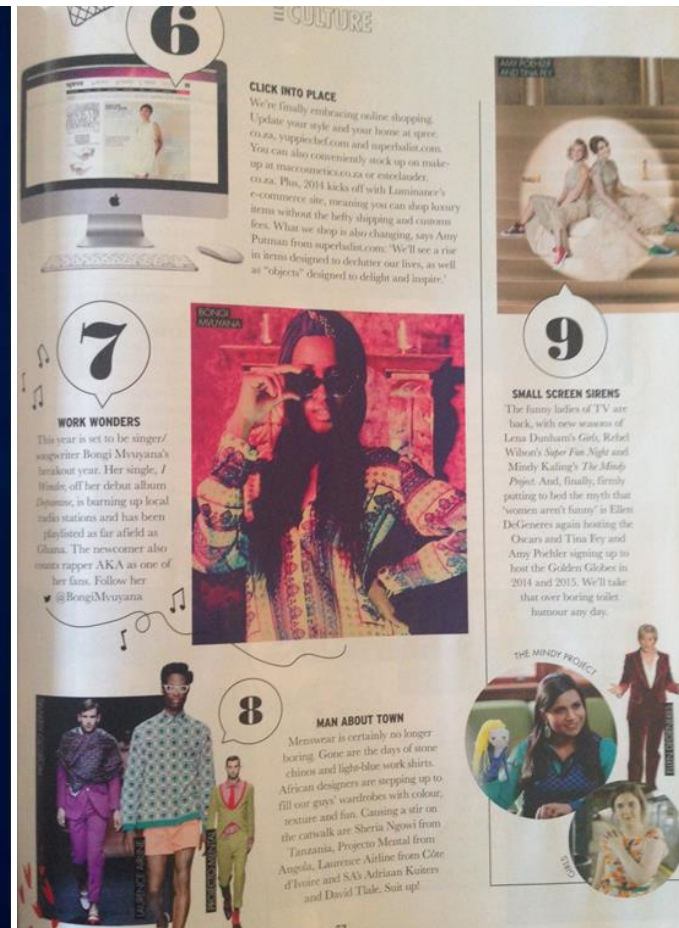 CULTURE
6
CLICK INTO PLACE
We're finally embracing online shopping.
Update your style and your home at spree.
co.za, yuppiechef.com and superbalist.com.
You can also conveniently stock up on make-
up at maccosmetics.co.za or esteelauder.
co.za. Plus, 2014 kicks off with Luminance's
e-commerce site, meaning you can shop luxury
items without the hefty shipping and customs
fees. What we shop is also changing, says Amy
Putman from superbalist.com: 'We'll see a rise
in items designed to declutter our lives, as well
as "objects" designed to delight and inspire.'
7
WORK WONDERS
This year is set to be singer/
songwriter Bongi Mvuyana's
breakout year. Her single, I
Wonder, off her debut album
Dopamine, is burning up local
radio stations and has been
playlisted as far afield as
Ghana. The newcomer also
counts rapper AKA as one of
her fans. Follow her
@BongiMvuyana
BONGI
MVUYANA
8
MAN ABOUT TOWN
Menswear is certainly no longer
boring. Gone are the days of stone
chinos and light-blue work shirts.
African designers are stepping up to
fill our guys' wardrobes with colour,
texture and fun. Causing a stir on
the catwalk are Sheria Ngowi from
Tanzania, Projecto Mental from
Angola, Laurence Airline from Côte
d'Ivoire and SA's Adriaan Kuiters
and David Tlale. Suit up!
LAURENCE AIRLINE
PROJECTO MENTAL
AMY POEHLER
AND TINA FEY
9
SMALL SCREEN SIRENS
The funny ladies of TV are
back, with new seasons of
Lena Dunham's Girls, Rebel
Wilson's Super Fun Night and
Mindy Kaling's The Mindy
Project. And, finally, firmly
putting to bed the myth that
'women aren't funny' is Ellen
DeGeneres again hosting the
Oscars and Tina Fey and
Amy Poehler signing up to
host the Golden Globes in
2014 and 2015. We'll take
that over boring toilet
humour any day.
THE MINDY PROJECT
ELLEN DEGENERES
GIRLS